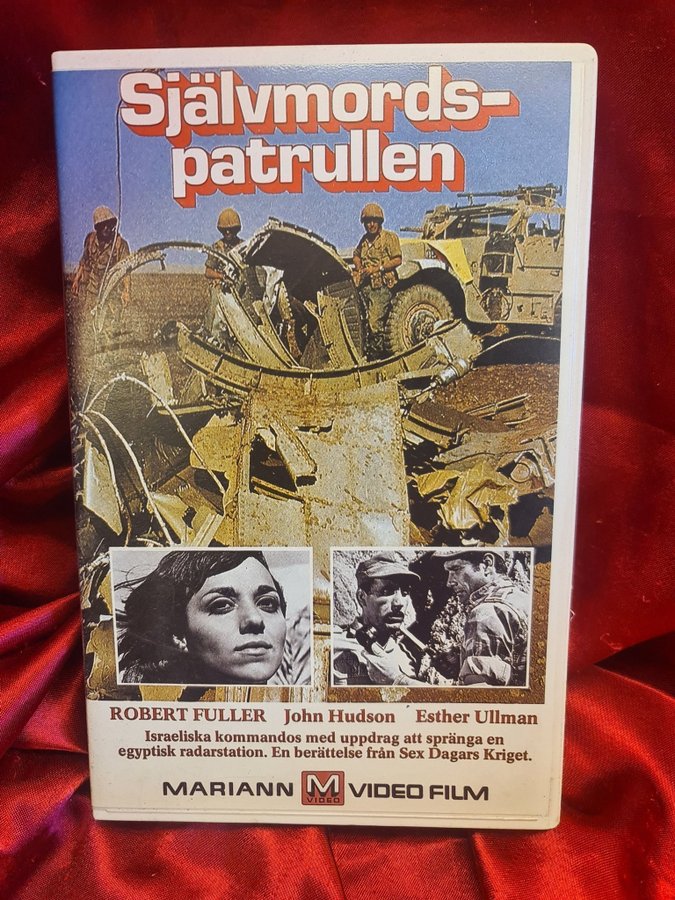 Självmords-
patrullen
ROBERT FULLER John Hudson Esther Ullman
Israeliska kommandos med uppdrag att spränga en
egyptisk radarstation. En berättelse från Sex Dagars Kriget.
MARIANN M VIDEO VIDEO FILM